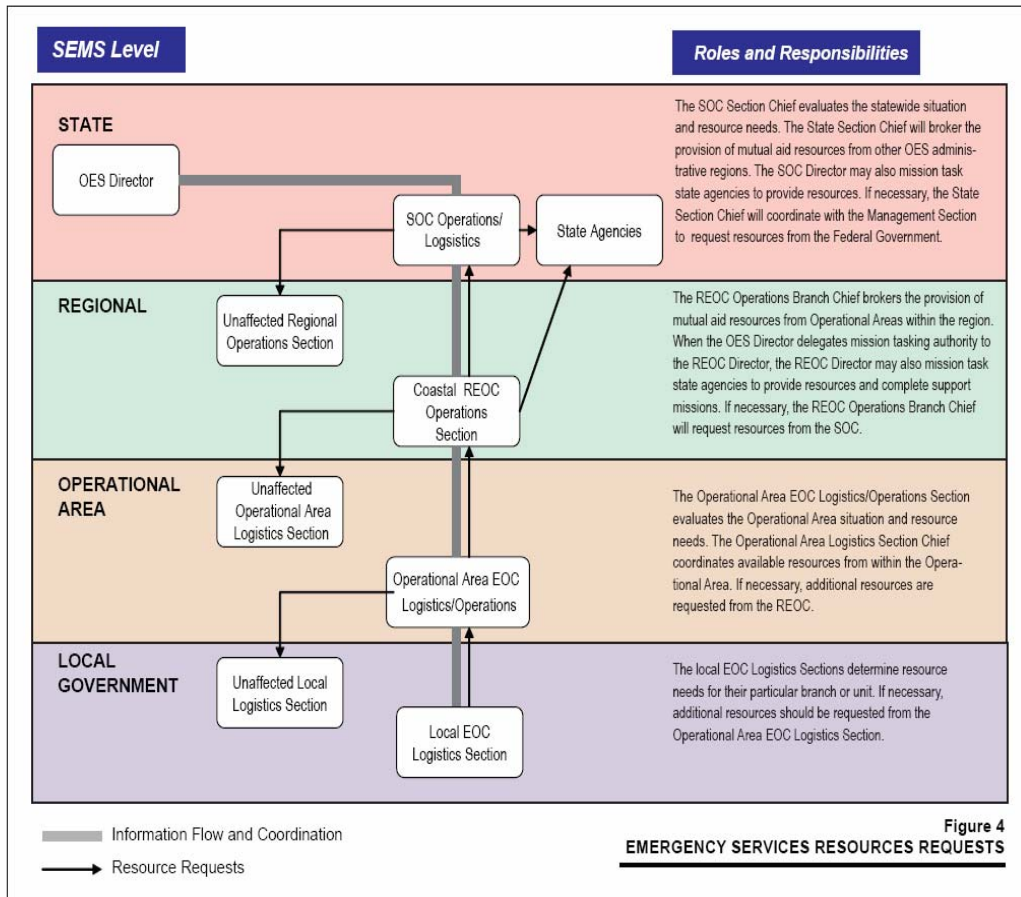 SEMS Level
Roles and Responsibilities
STATE
OES Director
SOC Operations/
Logsistics
State Agencies
The SOC Section Chief evaluates the statewide situation
and resource needs. The State Section Chief will broker the
provision of mutual aid resources from other OES adminis-
trative regions. The SOC Director may also mission task
state agencies to provide resources. If necessary, the State
Section Chief will coordinate with the Management Section
to request resources from the Federal Government.
REGIONAL
Unaffected Regional
Operations Section
Coastal REOC
Operations
Section
The REOC Operations Branch Chief brokers the provision of
mutual aid resources from Operational Areas within the region.
When the OES Director delegates mission tasking authority to
the REOC Director, the REOC Director may also mission task
state agencies to provide resources and complete support
missions. If necessary, the REOC Operations Branch Chief
will request resources from the SOC.
OPERATIONAL
AREA
Unaffected
Operational Area
Logistics Section
Operational Area EOC
Logistics/Operations
The Operational Area EOC Logistics/Operations Section
evaluates the Operational Area situation and resource
needs. The Operational Area Logistics Section Chief
coordinates available resources from within the Opera-
tional Area. If necessary, additional resources are
requested from the REOC.
LOCAL
GOVERNMENT
Unaffected Local
Logistics Section
Local EOC
Logistics Section
The local EOC Logistics Sections determine resource
needs for their particular branch or unit. If necessary,
additional resources should be requested from the
Operational Area EOC Logistics Section.
Information Flow and Coordination
Resource Requests
Figure 4
EMERGENCY SERVICES RESOURCES REQUESTS